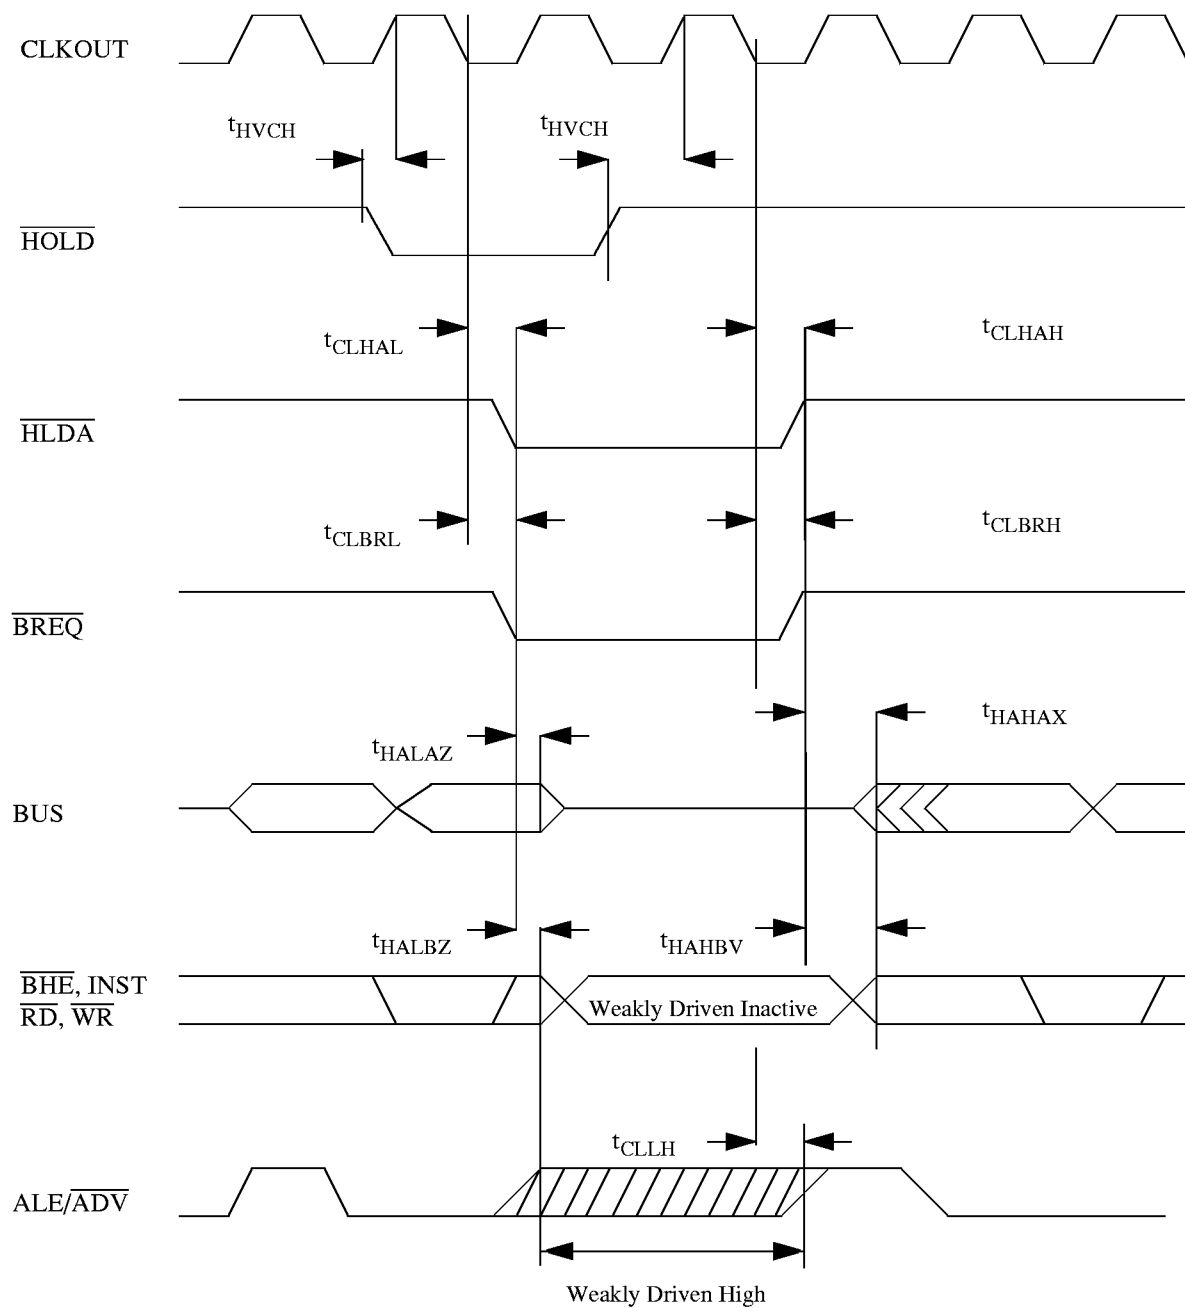 CLKOUT
tHVCH
tHVCH
HOLD
tCLHAL
tCLHAH
HLDA
tCLBRL
tCLBRH
BREQ
tHAHAX
tHALAZ
BUS
tHALBZ
tHAHBV
BHE, INST
RD, WR
Weakly Driven Inactive
tCLLH
ALE/ADV
Weakly Driven High